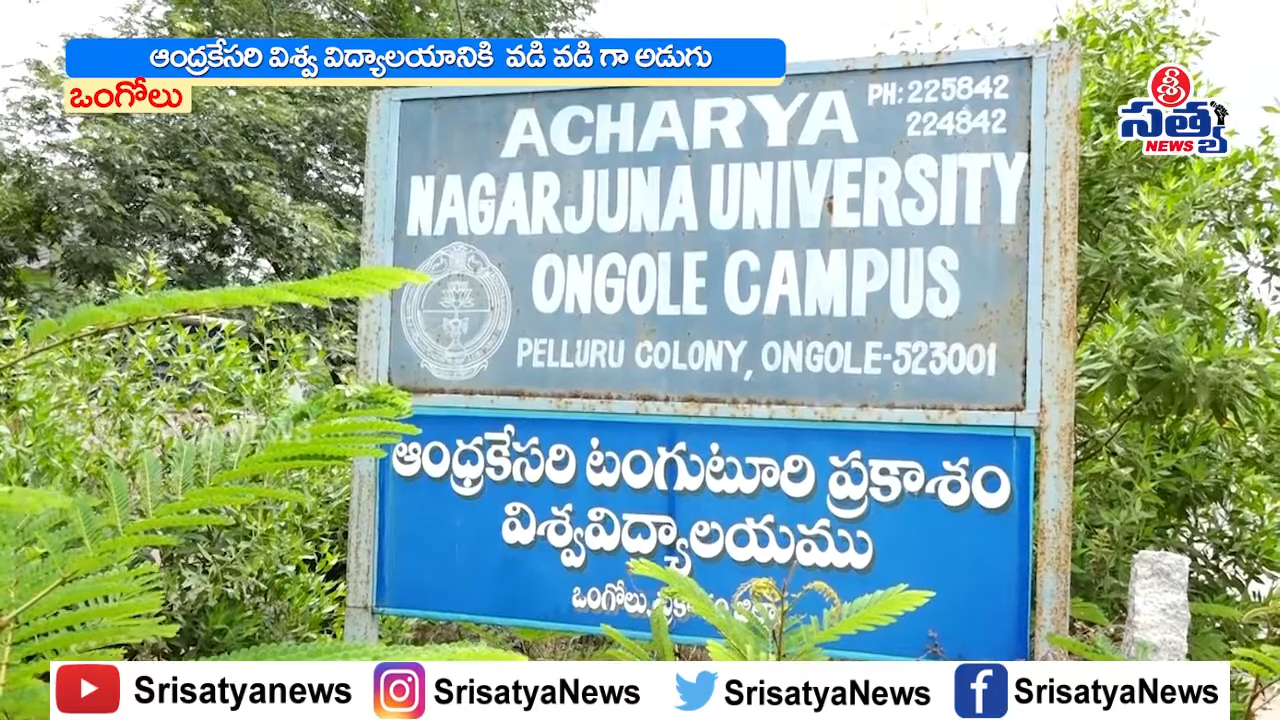 ఆంధ్రకేసరి విశ్వ విద్యాలయానికి వడి వడి గా అడుగు
ఒంగోలు
శ్రీ
సత్య
NEWS
ACHARYA
PH: 225842
224842
NAGARJUNA UNIVERSITY
ONGOLE CAMPUS
PELLURU COLONY, ONGOLE-523001
ఆంధ్రకేసరి టంగుటూరి ప్రకాశం
విశ్వవిద్యాలయము
ఒంగోలు,
Srisatyanews
SrisatyaNews
SrisatyaNews
SrisatyaNews